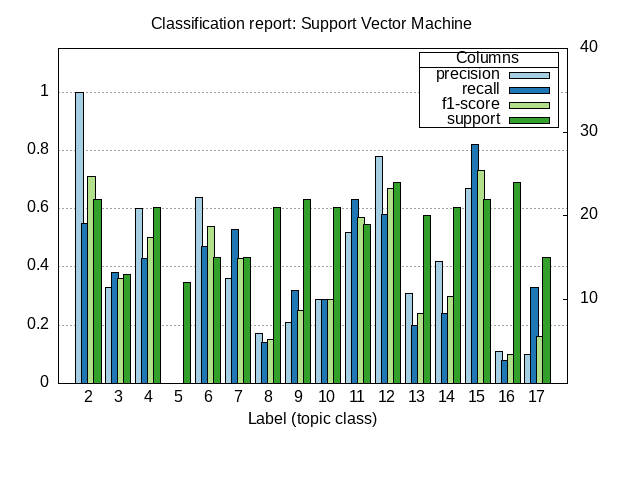 Classification report: Support Vector Machine
Columns
precision
recall
f1-score
support
1
0.8
0.6
0.4
0.2
0
40
30
20
10
2 3 4 5 6 7 8 9 10 11 12 13 14 15 16 17
Label (topic class)